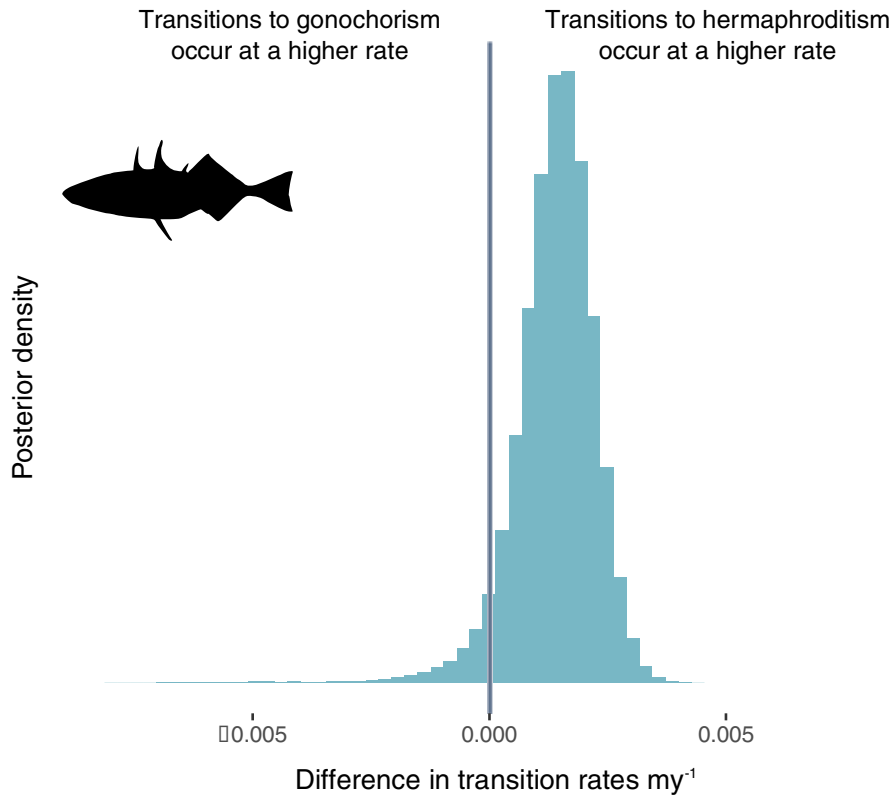 Transitions to gonochorism
occur at a higher rate
Transitions to hermaphroditism
occur at a higher rate
Posterior density
▯0.005
0.000
0.005
Difference in transition rates my⁻¹